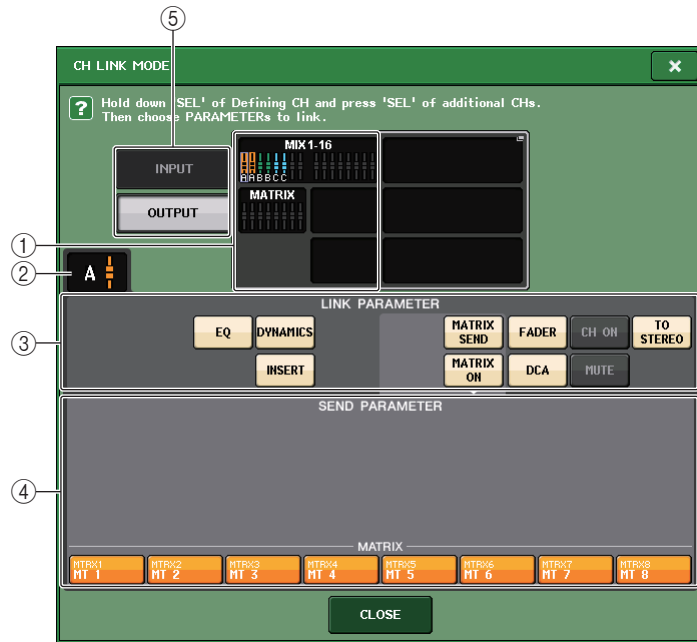 ⑤
CH LINK MODE
×
? Hold down 'SEL' of Defining CH and press 'SEL' of additional CHs.
Then choose PARAMETERs to link.
INPUT
OUTPUT
MIX 1-16
A A B B C C
MATRIX
①
②
A
③
LINK PARAMETER
EQ
DYNAMICS
INSERT
MATRIX SEND
MATRIX ON
FADER
DCA
CH ON
MUTE
TO STEREO
④
SEND PARAMETER
MATRIX
MTRX1
MT 1
MTRX2
MT 2
MTRX3
MT 3
MTRX4
MT 4
MTRX5
MT 5
MTRX6
MT 6
MTRX7
MT 7
MTRX8
MT 8
CLOSE